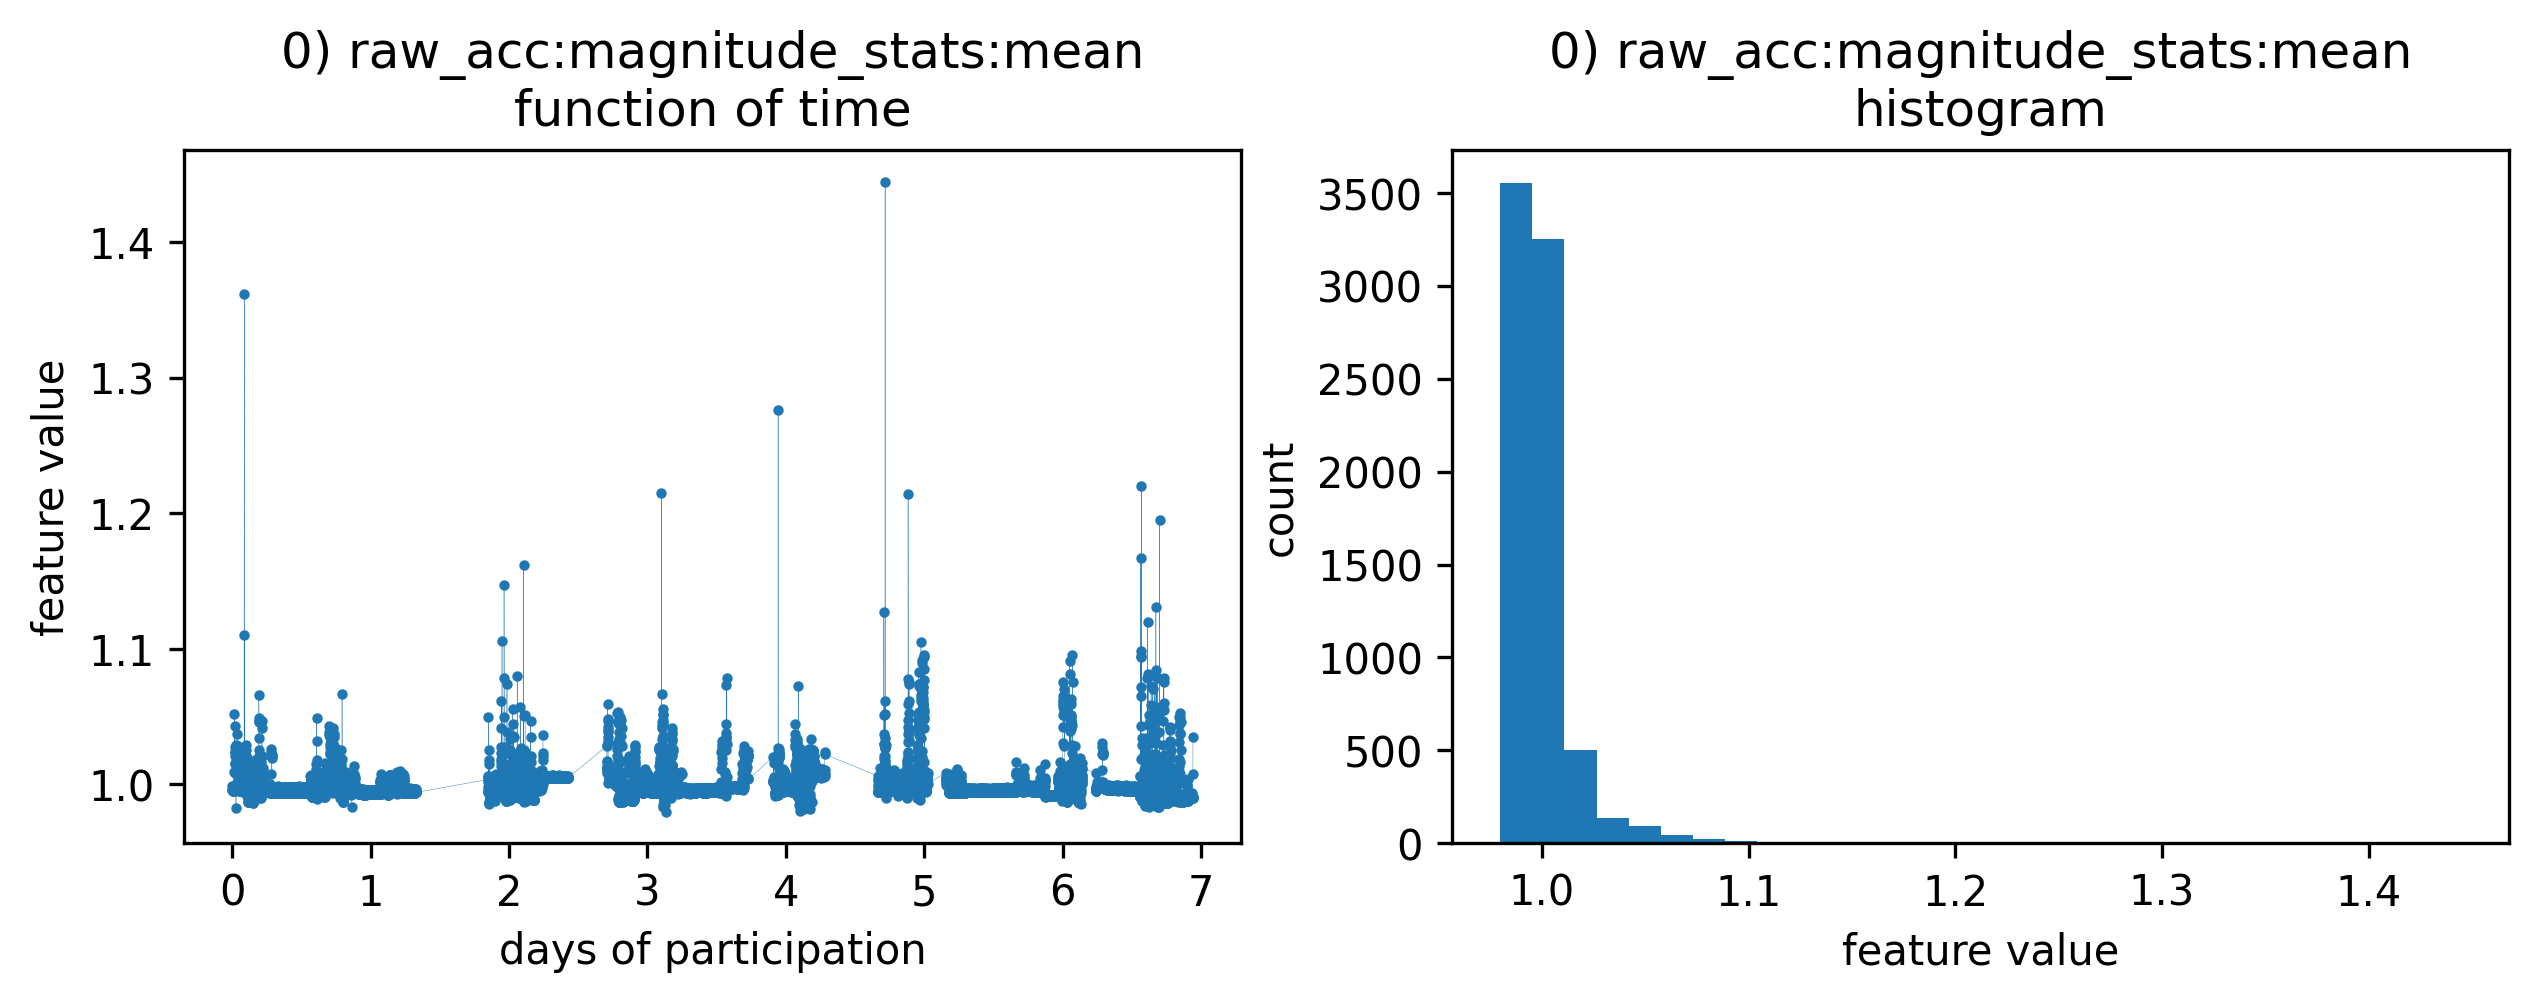 0) raw_acc:magnitude_stats:mean
function of time
feature value
1.4
1.3
1.2
1.1
1.0
0 1 2 3 4 5 6 7
days of participation
0) raw_acc:magnitude_stats:mean
histogram
count
3500
3000
2500
2000
1500
1000
500
0
1.0 1.1 1.2 1.3 1.4
feature value